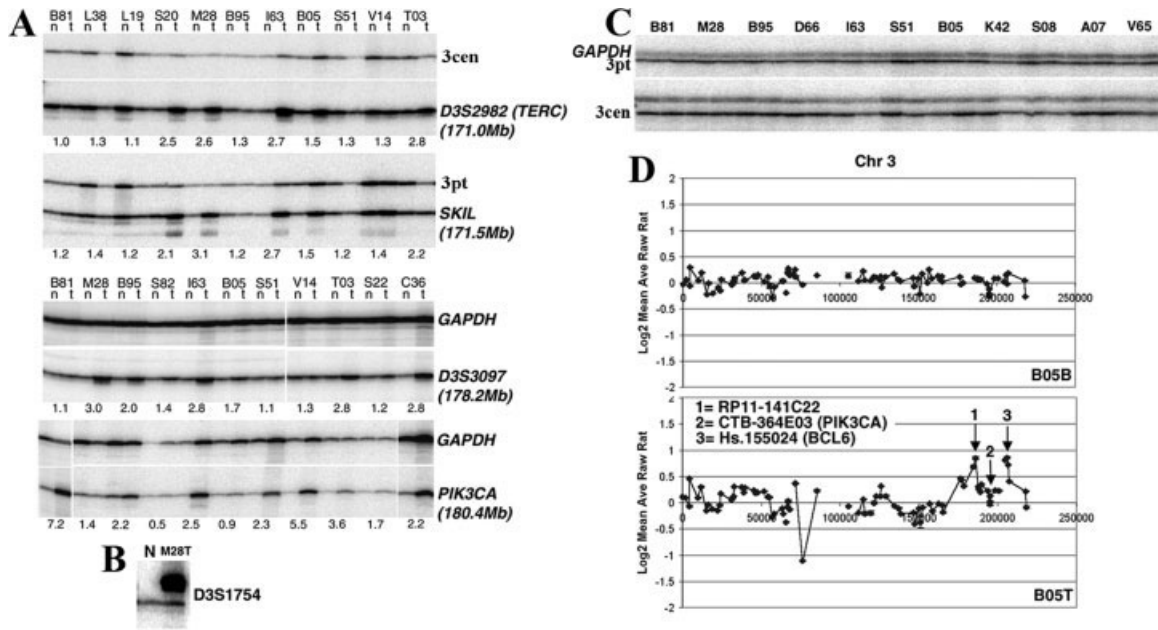 A
B81 L38 L19 S20 M28 B95 I63 B05 S51 V14 T03
n t n t n t n t n t n t n t n t n t n t n t
3cen
D3S2982 (TERC)
(171.0Mb)
1.0 1.3 1.1 2.5 2.6 1.3 2.7 1.5 1.3 1.3 2.8
3pt
SKIL
(171.5Mb)
1.2 1.4 1.2 2.1 3.1 1.2 2.7 1.5 1.2 1.4 2.2
B81 M28 B95 S82 I63 B05 S51 V14 T03 S22 C36
n t n t n t n t n t n t n t n t n t n t n t
GAPDH
D3S3097
(178.2Mb)
1.1 3.0 2.0 1.4 2.8 1.7 1.1 1.3 2.8 1.2 2.8
GAPDH
PIK3CA
(180.4Mb)
7.2 1.4 2.2 0.5 2.5 0.9 2.3 5.5 3.6 1.7 2.2
B
N M28T
D3S1754
C
B81 M28 B95 D66 I63 S51 B05 K42 S08 A07 V65
GAPDH
3pt
3cen
D
Chr 3
Log2 Mean Ave Raw Rat
2
1.5
1
0.5
0
-0.5
-1
-1.5
-2
0 50000 100000 150000 200000 250000
B05B
Log2 Mean Ave Raw Rat
2
1.5
1
0.5
0
-0.5
-1
-1.5
-2
0 50000 100000 150000 200000 250000
1= RP11-141C22
2= CTB-364E03 (PIK3CA)
3= Hs.155024 (BCL6)
1
2
3
B05T